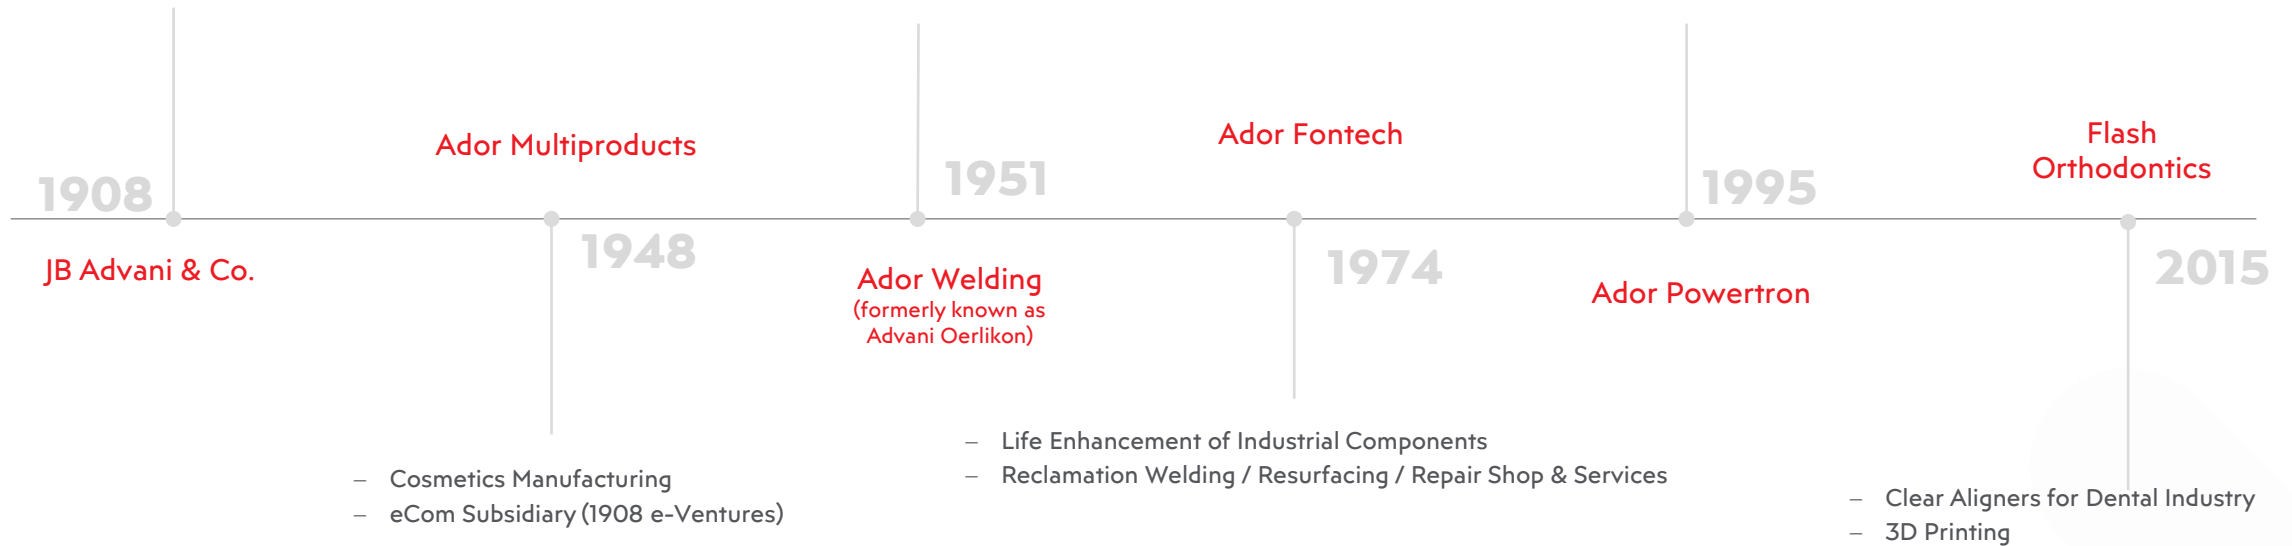 1908
JB Advani & Co.
Ador Multiproducts
1948
– Cosmetics Manufacturing
– eCom Subsidiary (1908 e-Ventures)
1951
Ador Welding
(formerly known as
Advani Oerlikon)
Ador Fontech
1974
– Life Enhancement of Industrial Components
– Reclamation Welding / Resurfacing / Repair Shop & Services
1995
Ador Powertron
Flash
Orthodontics
2015
– Clear Aligners for Dental Industry
– 3D Printing